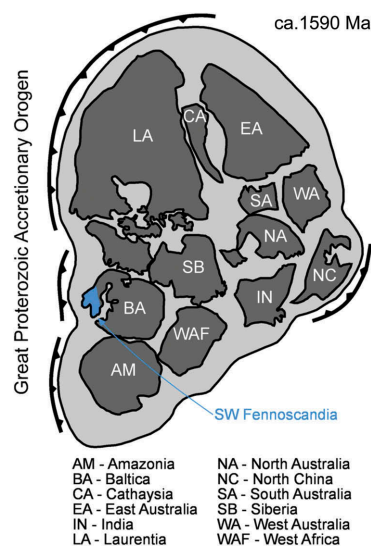 ca.1590 Ma
Great Proterozoic Accretionary Orogen
LA
CA
EA
SA
WA
NA
SB
NC
BA
IN
WAF
AM
SW Fennoscandia
AM - Amazonia
BA - Baltica
CA - Cathaysia
EA - East Australia
IN - India
LA - Laurentia
NA - North Australia
NC - North China
SA - South Australia
SB - Siberia
WA - West Australia
WAF - West Africa